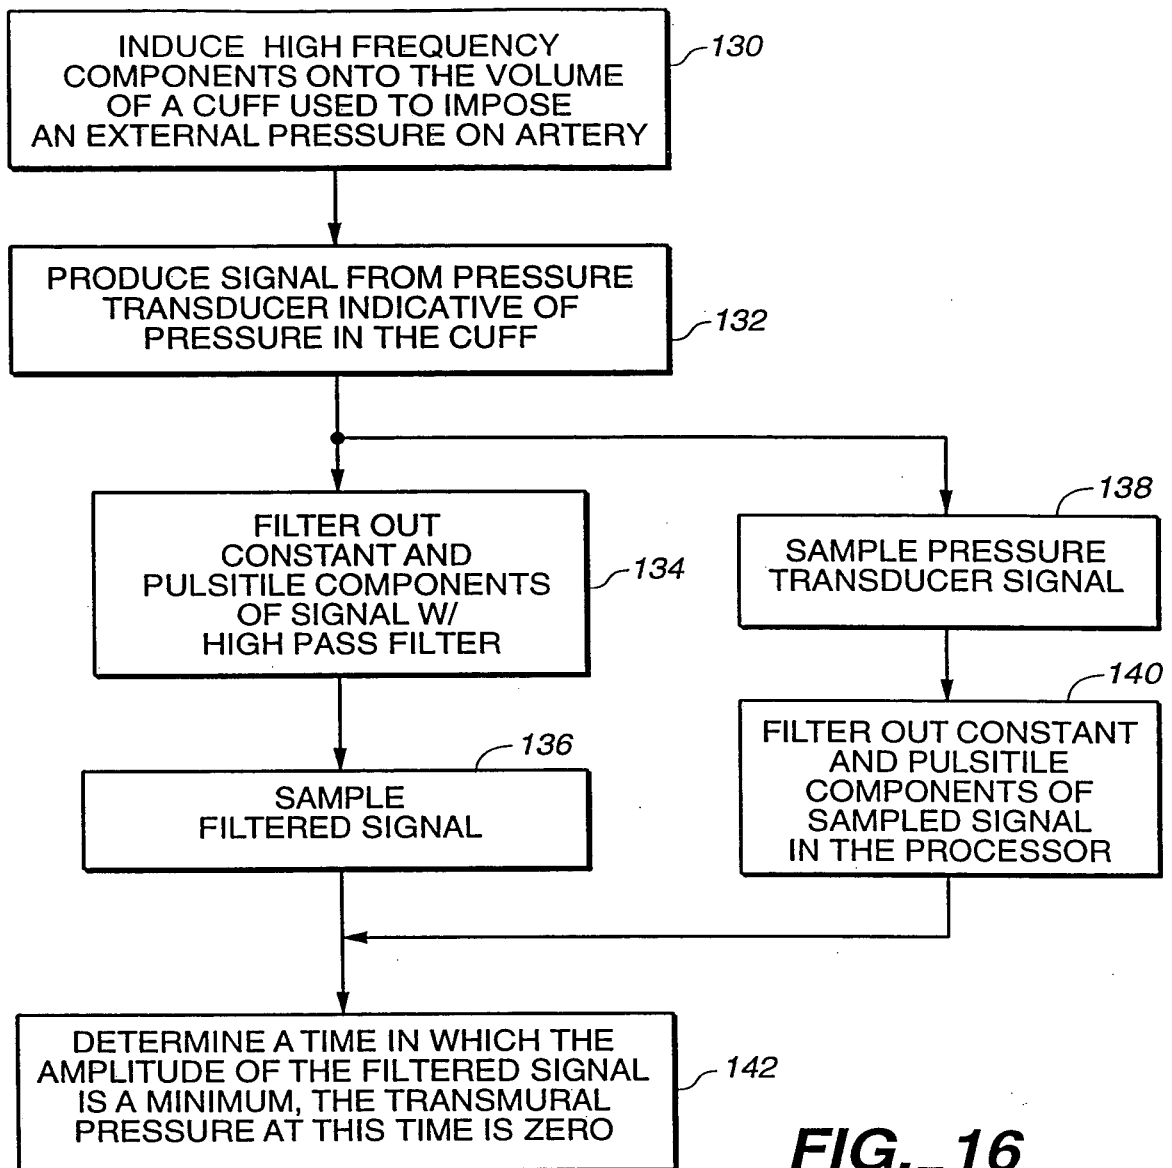 INDUCE HIGH FREQUENCY
COMPONENTS ONTO THE VOLUME
OF A CUFF USED TO IMPOSE
AN EXTERNAL PRESSURE ON ARTERY
130
PRODUCE SIGNAL FROM PRESSURE
TRANSDUCER INDICATIVE OF
PRESSURE IN THE CUFF
132
FILTER OUT
CONSTANT AND
PULSITILE COMPONENTS
OF SIGNAL W/
HIGH PASS FILTER
134
SAMPLE
FILTERED SIGNAL
136
138
SAMPLE PRESSURE
TRANSDUCER SIGNAL
140
FILTER OUT CONSTANT
AND PULSITILE
COMPONENTS OF
SAMPLED SIGNAL
IN THE PROCESSOR
DETERMINE A TIME IN WHICH THE
AMPLITUDE OF THE FILTERED SIGNAL
IS A MINIMUM, THE TRANSMURAL
PRESSURE AT THIS TIME IS ZERO
142
FIG._16